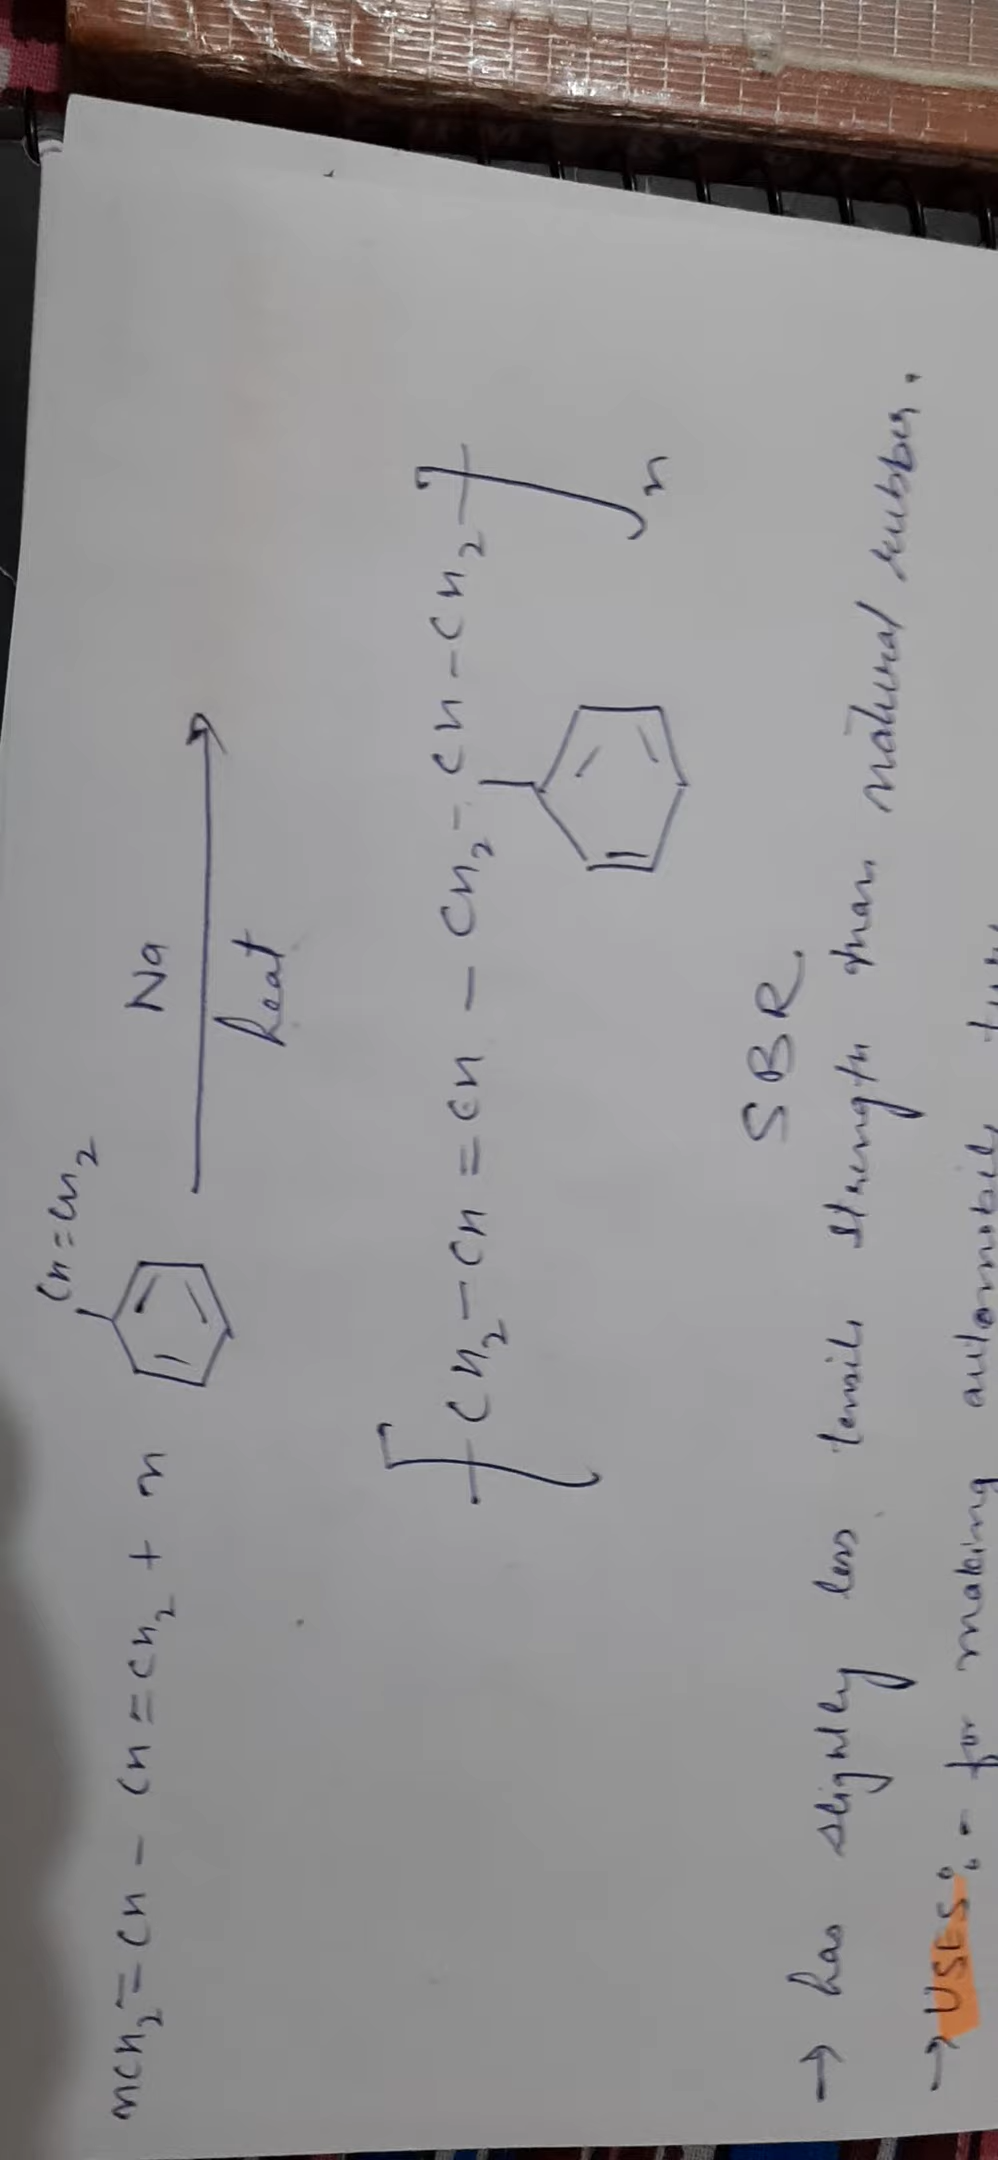 nCH2=CH-CH=CH2 + n
CH=CH2
Na
heat
[CH2-CH=CH-CH2-CH-CH2]n
SBR
→ has slightly less tensile strength than natural rubber.
→ USES:- for making automobile